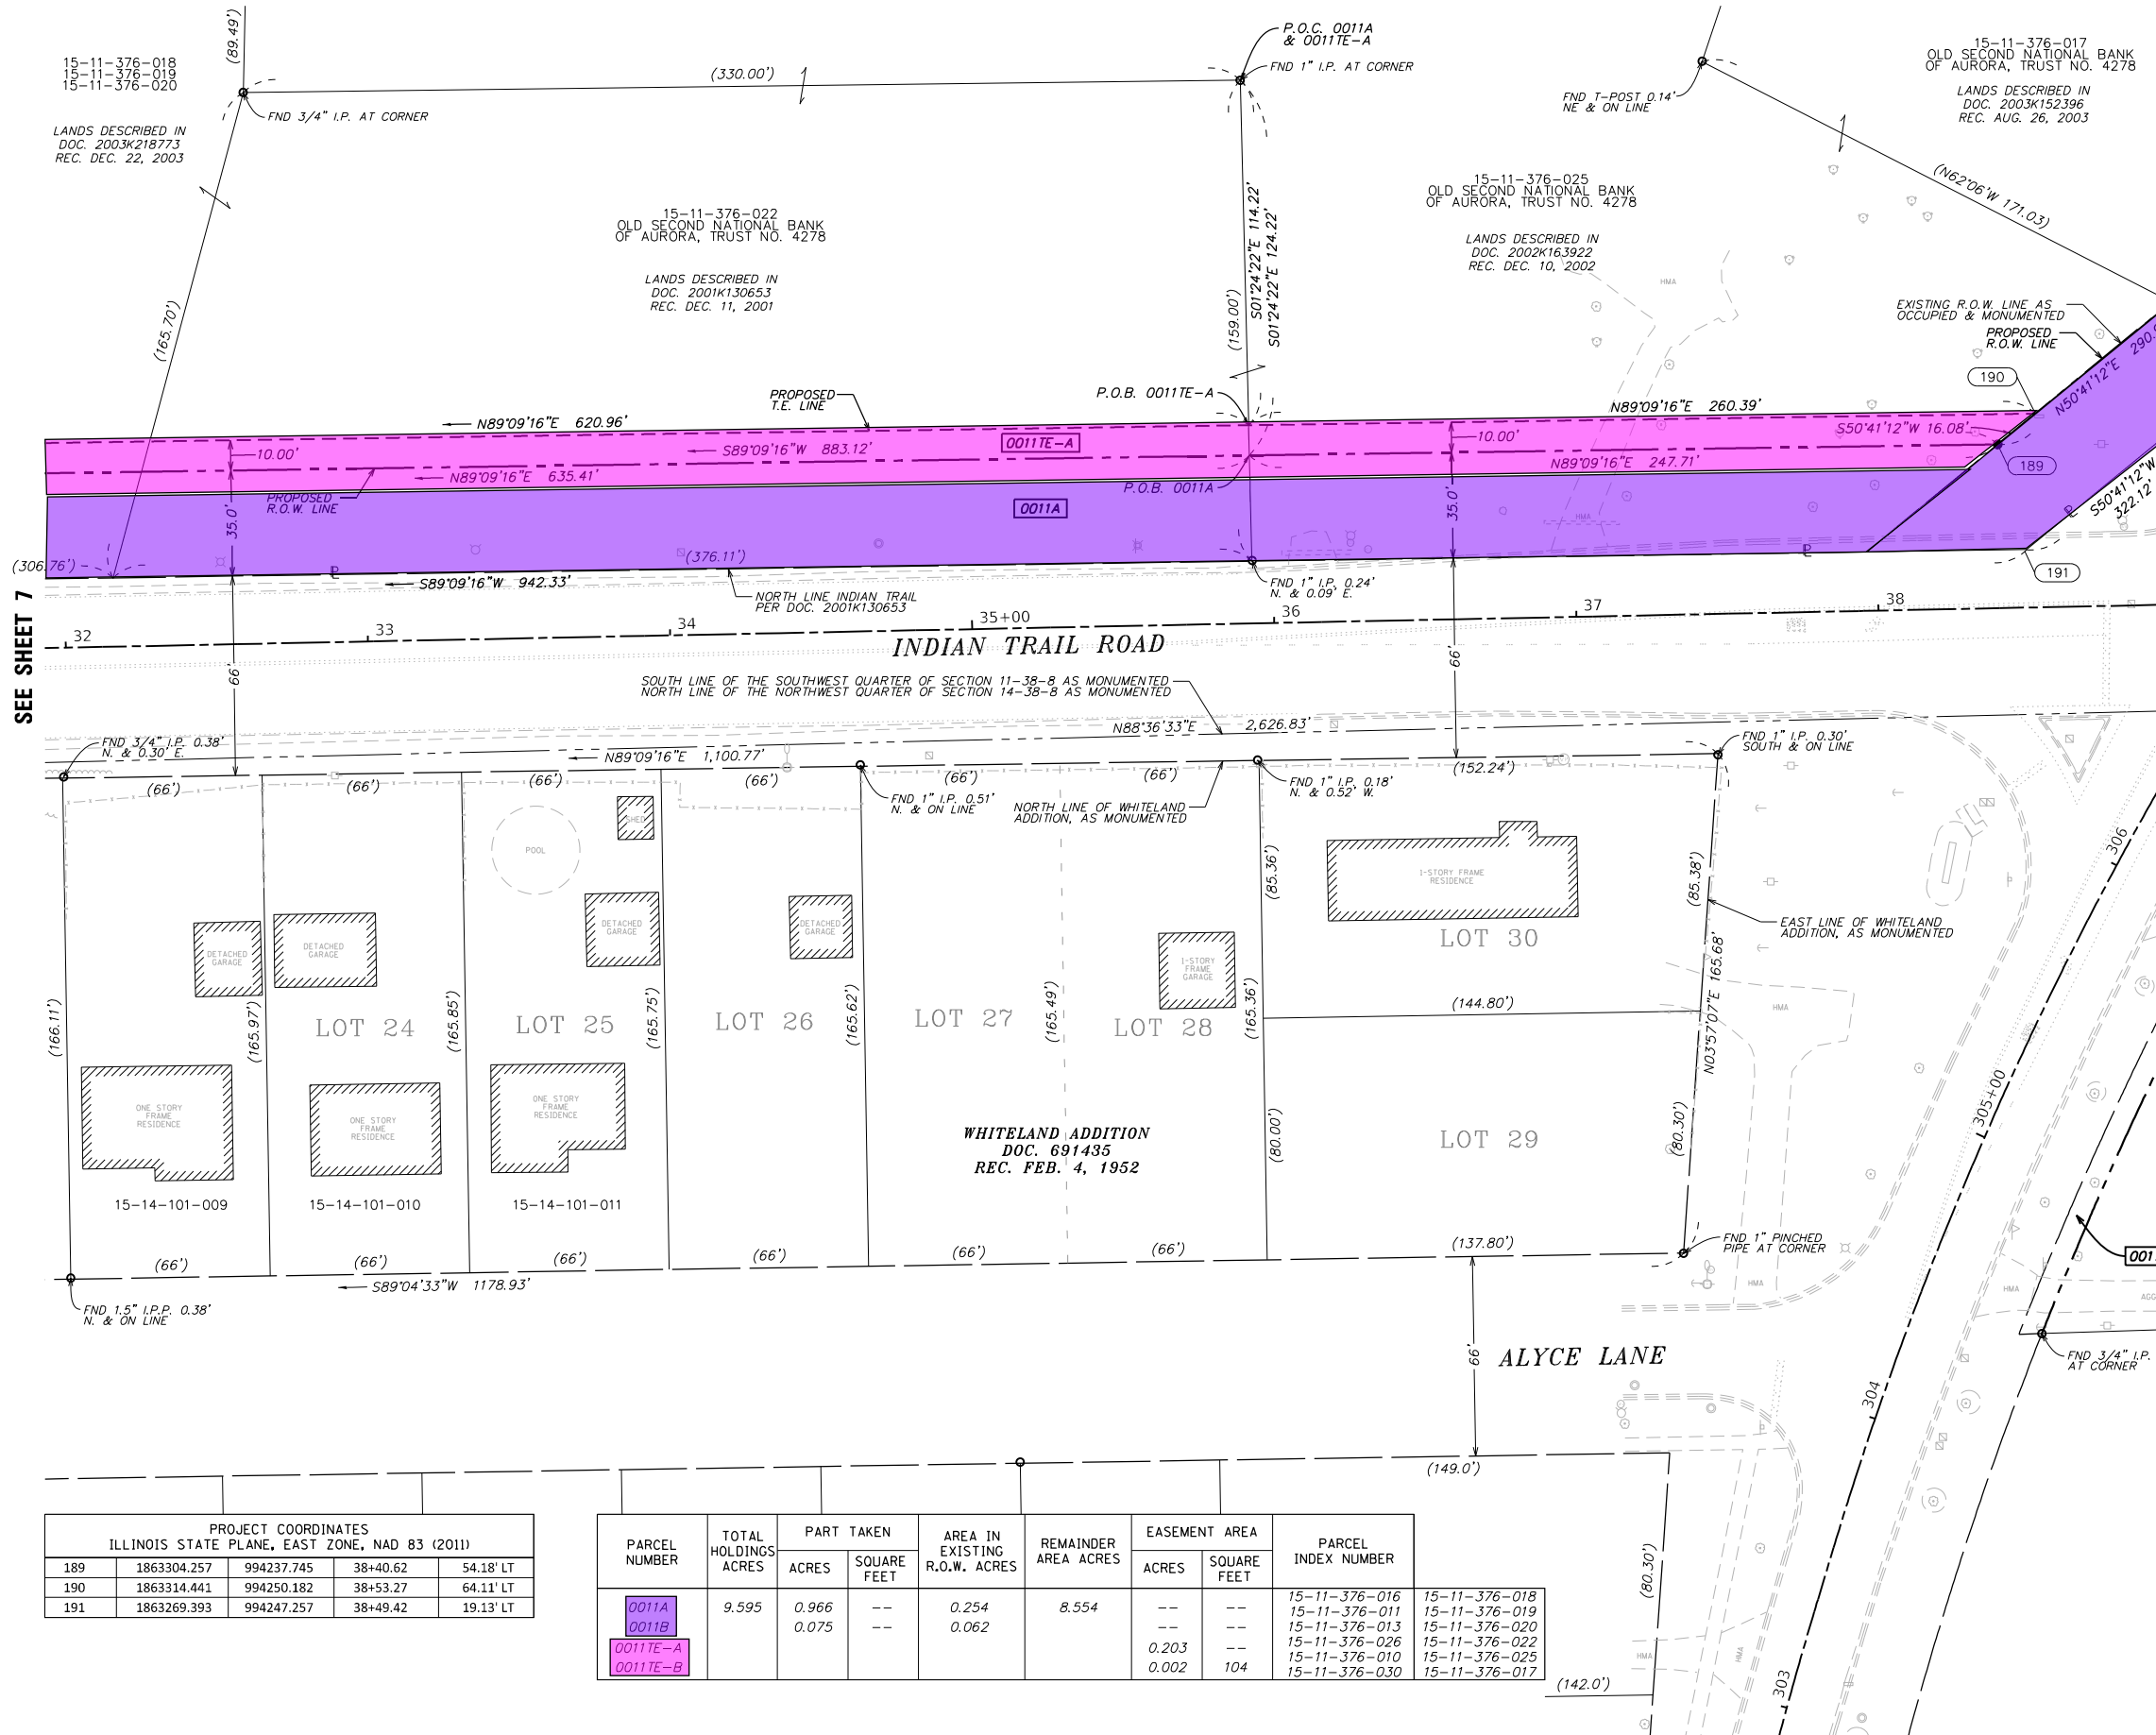 (89.49')
15-11-376-018
15-11-376-019
15-11-376-020
LANDS DESCRIBED IN
DOC. 2003K218773
REC. DEC. 22, 2003
FND 3/4" I.P. AT CORNER
(330.00')
P.O.C. 0011A
& 0011TE-A
FND 1" I.P. AT CORNER
FND T-POST 0.14'
NE & ON LINE
15-11-376-017
OLD SECOND NATIONAL BANK
OF AURORA, TRUST NO. 4278
LANDS DESCRIBED IN
DOC. 2003K152396
REC. AUG. 26, 2003
(N62°06'W 171.03)
15-11-376-022
OLD SECOND NATIONAL BANK
OF AURORA, TRUST NO. 4278
LANDS DESCRIBED IN
DOC. 2001K130653
REC. DEC. 11, 2001
15-11-376-025
OLD SECOND NATIONAL BANK
OF AURORA, TRUST NO. 4278
LANDS DESCRIBED IN
DOC. 2002K163922
REC. DEC. 10, 2002
HMA
(165.70')
(159.00')
S01°24'22"E 114.22'
S01°24'22"E 124.22'
EXISTING R.O.W. LINE AS
OCCUPIED & MONUMENTED
PROPOSED
R.O.W. LINE
190
N50°41'12"E 290.
PROPOSED
T.E. LINE
P.O.B. 0011TE-A
N89°09'16"E 620.96'
N89°09'16"E 260.39'
10.00'
S89°09'16"W 883.12'
0011TE-A
10.00'
S50°41'12"W 16.08'
N89°09'16"E 635.41'
N89°09'16"E 247.71'
189
PROPOSED
R.O.W. LINE
P.O.B. 0011A
0011A
35.0'
35.0'
HMA
S50°41'12"W
322.12'
(306.76')
(376.11')
S89°09'16"W 942.33'
NORTH LINE INDIAN TRAIL
PER DOC. 2001K130653
FND 1" I.P. 0.24'
N. & 0.09' E.
191
SEE SHEET 7
32
33
34
35+00
36
37
38
INDIAN TRAIL ROAD
66'
66'
SOUTH LINE OF THE SOUTHWEST QUARTER OF SECTION 11-38-8 AS MONUMENTED
NORTH LINE OF THE NORTHWEST QUARTER OF SECTION 14-38-8 AS MONUMENTED
N88°36'33"E 2,626.83'
FND 3/4" I.P. 0.38'
N. & 0.30' E.
N89°09'16"E 1,100.77'
FND 1" I.P. 0.30'
SOUTH & ON LINE
(66')
(66')
(66')
(66')
(66')
(66')
(152.24')
FND 1" I.P. 0.51'
N. & ON LINE
NORTH LINE OF WHITELAND
ADDITION, AS MONUMENTED
FND 1" I.P. 0.18'
N. & 0.52' W.
SHED
POOL
306
1-STORY FRAME
RESIDENCE
(85.36')
(85.38')
DETACHED
GARAGE
DETACHED
GARAGE
DETACHED
GARAGE
DETACHED
GARAGE
1-STORY
FRAME
GARAGE
LOT 30
EAST LINE OF WHITELAND
ADDITION, AS MONUMENTED
N03°57'07"E 165.68'
(144.80')
HMA
(166.11')
(165.97')
(165.85')
(165.75')
(165.62')
(165.49')
(165.36')
LOT 24
LOT 25
LOT 26
LOT 27
LOT 28
305+00
ONE STORY
FRAME
RESIDENCE
ONE STORY
FRAME
RESIDENCE
ONE STORY
FRAME
RESIDENCE
WHITELAND ADDITION
DOC. 691435
REC. FEB. 4, 1952
(80.00')
LOT 29
(80.30')
15-14-101-009
15-14-101-010
15-14-101-011
(66')
(66')
(66')
(66')
(66')
(66')
(137.80')
FND 1" PINCHED
PIPE AT CORNER
001
S89°04'33"W 1178.93'
HMA
HMA
AGG
FND 1.5" I.P.P. 0.38'
N. & ON LINE
66'
ALYCE LANE
FND 3/4" I.P.
AT CORNER
304
(149.0')
PROJECT COORDINATES
ILLINOIS STATE PLANE, EAST ZONE, NAD 83 (2011)
189 1863304.257 994237.745 38+40.62 54.18' LT
190 1863314.441 994250.182 38+53.27 64.11' LT
191 1863269.393 994247.257 38+49.42 19.13' LT
PARCEL NUMBER TOTAL HOLDINGS ACRES PART TAKEN ACRES SQUARE FEET AREA IN EXISTING R.O.W. ACRES REMAINDER AREA ACRES EASEMENT AREA ACRES SQUARE FEET PARCEL INDEX NUMBER
0011A 9.595 0.966 -- 0.254 8.554 -- --
0011B 0.075 -- 0.062 -- --
0011TE-A 0.203 --
0011TE-B 0.002 104
15-11-376-016 15-11-376-018
15-11-376-011 15-11-376-019
15-11-376-013 15-11-376-020
15-11-376-026 15-11-376-022
15-11-376-010 15-11-376-025
15-11-376-030 15-11-376-017
(80.30')
HMA
HMA
(142.0')
303